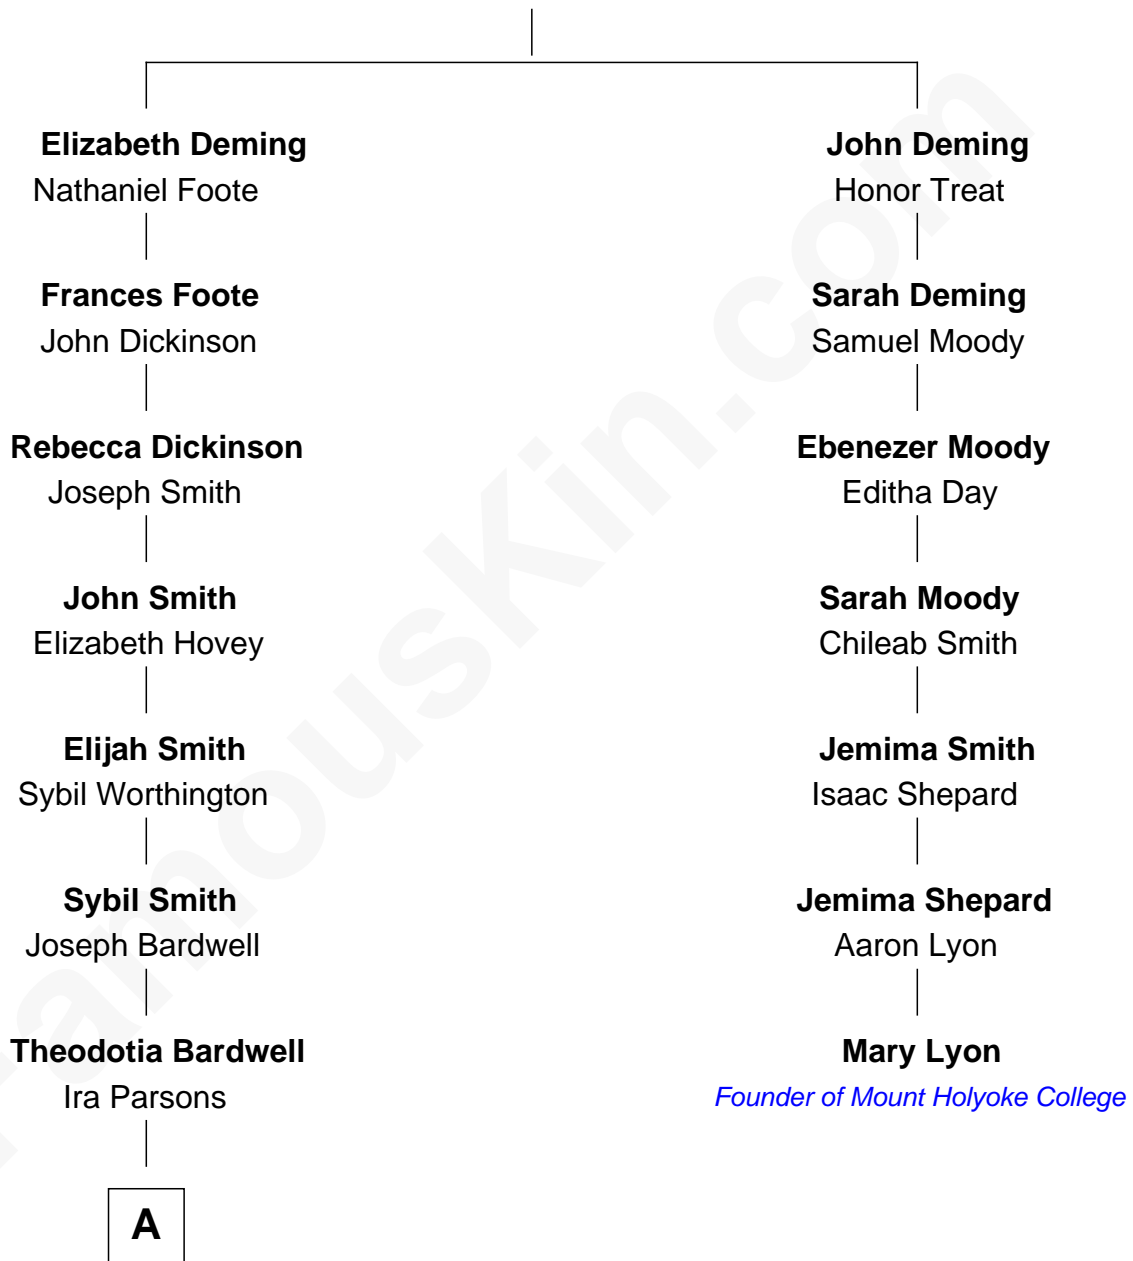 Elizabeth Deming
Nathaniel Foote
Frances Foote
John Dickinson
Rebecca Dickinson
Joseph Smith
John Smith
Elizabeth Hovey
Elijah Smith
Sybil Worthington
Sybil Smith
Joseph Bardwell
Theodotia Bardwell
Ira Parsons
A
John Deming
Honor Treat
Sarah Deming
Samuel Moody
Ebenezer Moody
Editha Day
Sarah Moody
Chileab Smith
Jemima Smith
Isaac Shepard
Jemima Shepard
Aaron Lyon
Mary Lyon
Founder of Mount Holyoke College
FamousKin.com